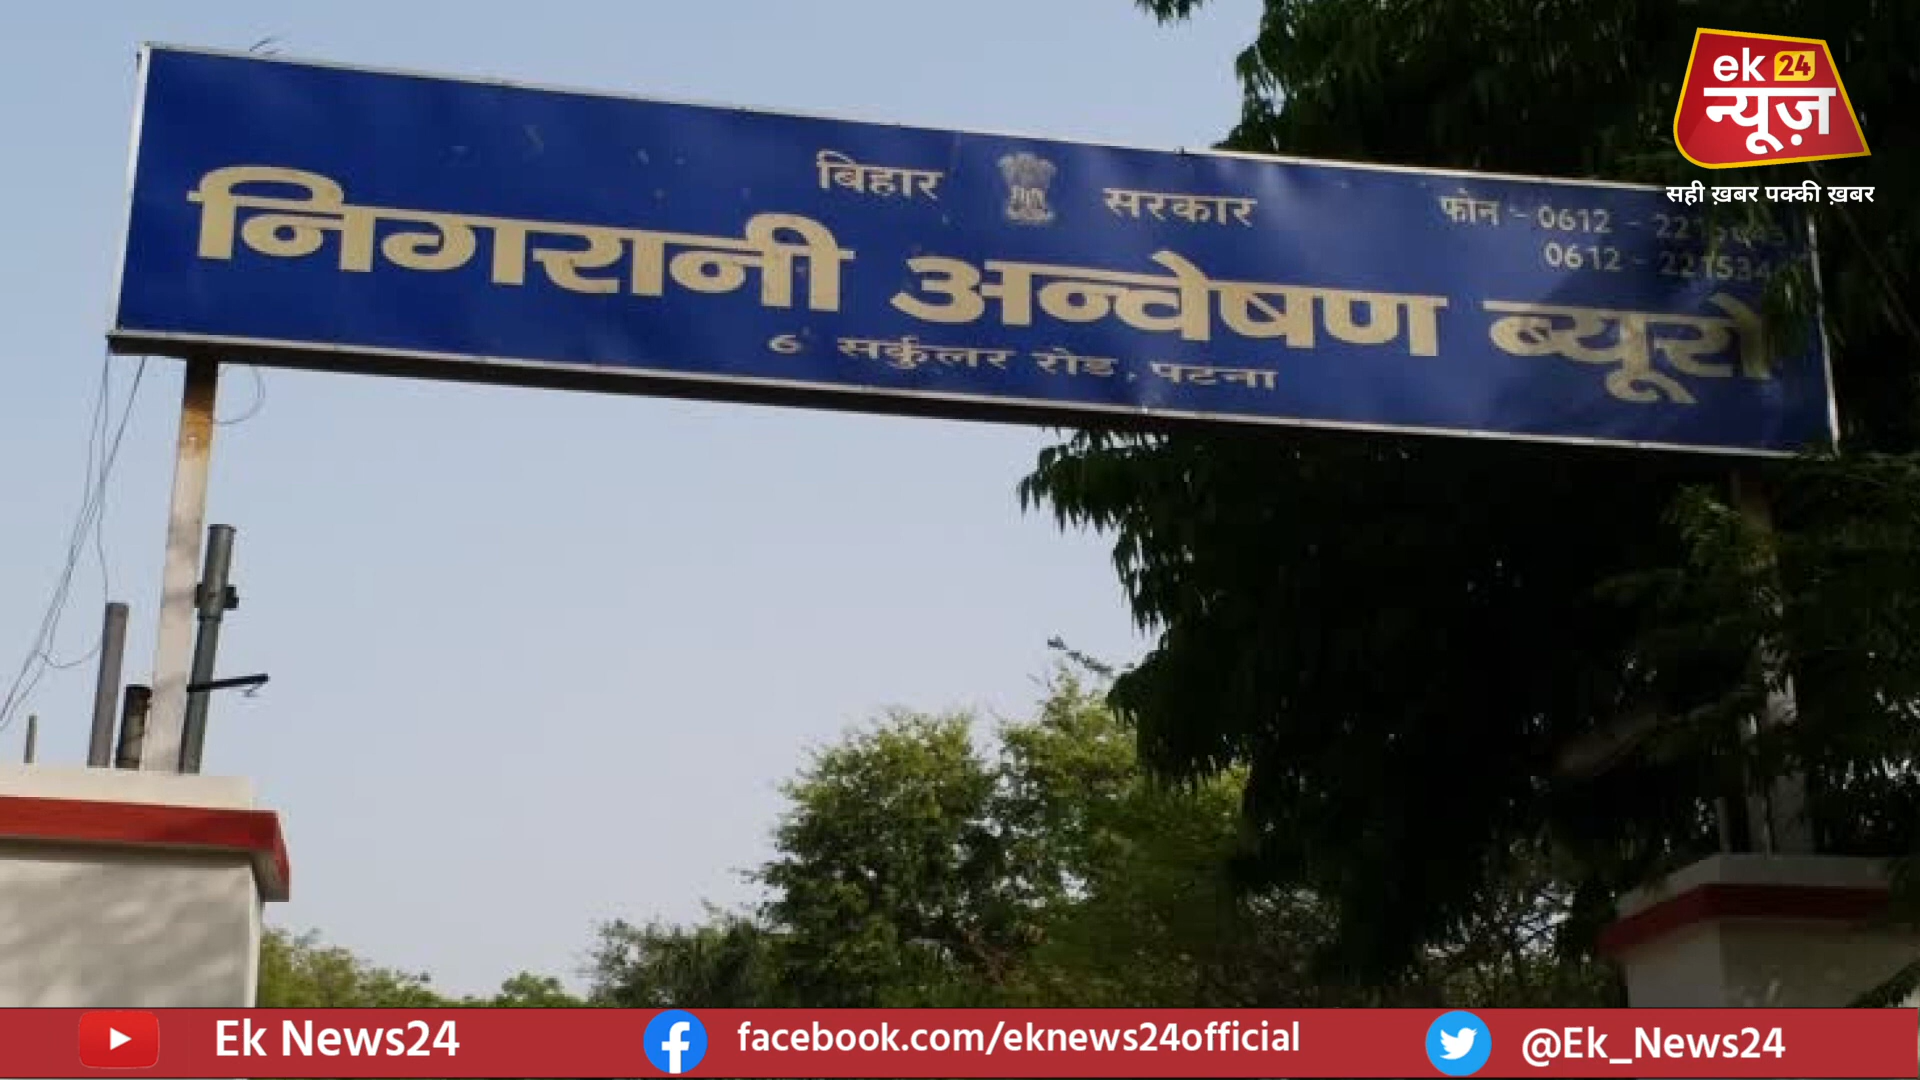 ek 24
न्यूज़
सही ख़बर पक्की ख़बर
बिहार सरकार
फोन - 0612 -
0612 -
निगरानी अन्वेषण ब्यूरो
6 सर्कुलर रोड, पटना
Ek News24 facebook.com/eknews24official @Ek_News24